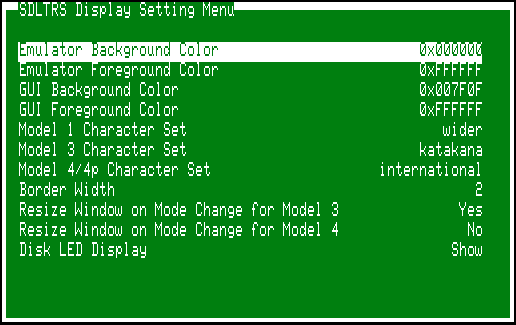 SDLTRS Display Setting Menu
Emulator Background Color 0x000000
Emulator Foreground Color 0xFFFFFF
GUI Background Color 0x007F0F
GUI Foreground Color 0xFFFFFF
Model 1 Character Set wider
Model 3 Character Set katakana
Model 4/4p Character Set international
Border Width 2
Resize Window on Mode Change for Model 3 Yes
Resize Window on Mode Change for Model 4 No
Disk LED Display Show